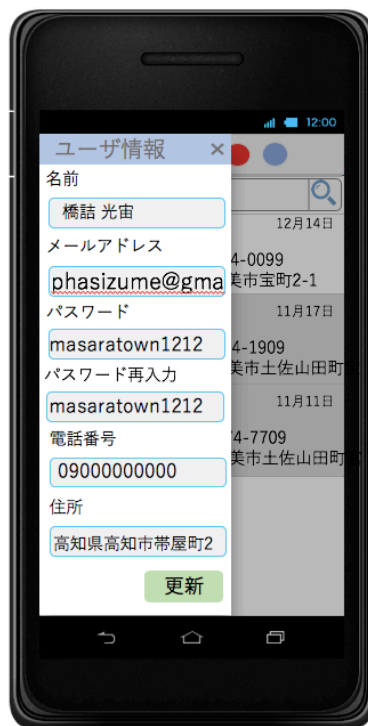 12:00
ユーザ情報 ×
名前
橋詰 光宙
メールアドレス
phasizume@gma
パスワード
masaratown1212
パスワード再入力
masaratown1212
電話番号
09000000000
住所
高知県高知市帯屋町2
更新
12月14日
4-0099
美市宝町2-1
11月17日
4-1909
美市土佐山田町
11月11日
74-7709
美市土佐山田町